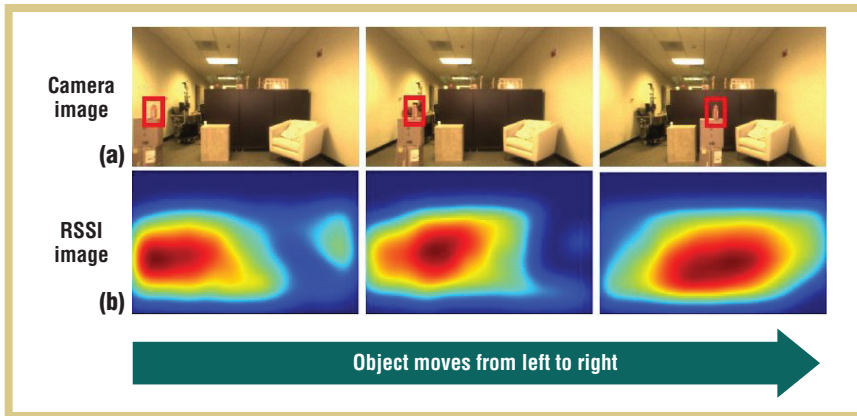 Camera
image
(a)
RSSI
image
(b)
Object moves from left to right